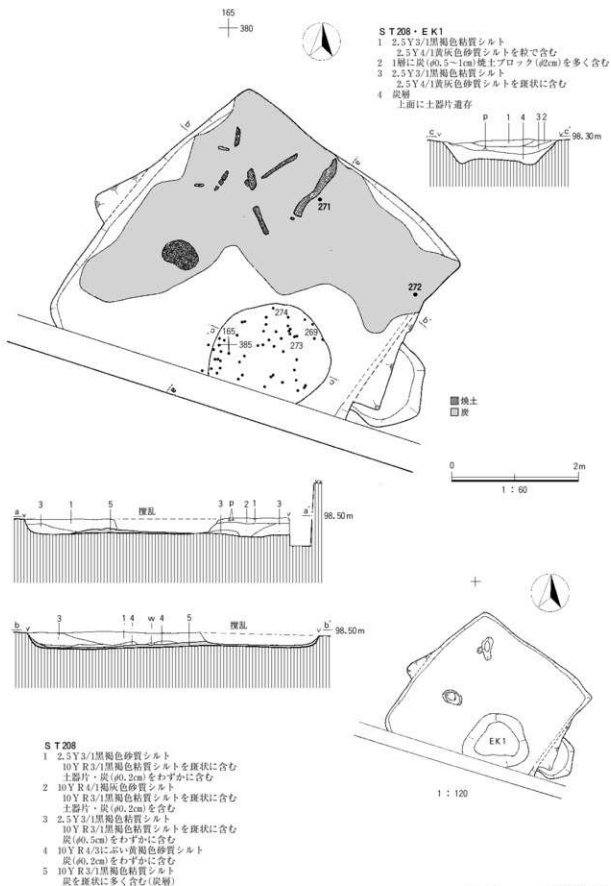 165
380
ST208・EK1
1 2.5Y3/1黒褐色粘質シルト
2.5Y4/1黄灰色砂質シルトを粒で含む
2 1層に炭(φ0.5~1cm)焼土ブロック(φ2cm)を多く含む
3 2.5Y3/1黒褐色粘質シルト
2.5Y4/1黄灰色砂質シルトを斑状に含む
4 炭層
上面に土器片遺存
c v p 1 4 3 2 v c' 98.30m
a'
e
271
272
b'
274
c'
165
269
385
273
c
a
焼土
炭
0 2m
1:60
a v 3 1 5 撹乱 3 p 2 1 3 v a' 98.50m
b v 3 1 4 w 4 5 撹乱 v b' 98.50m
EK1
1:120
ST208
1 2.5Y3/1黒褐色砂質シルト
10YR3/1黒褐色粘質シルトを斑状に含む
土器片・炭(φ0.2cm)をわずかに含む
2 10YR4/1褐灰色砂質シルト
10YR3/1黒褐色粘質シルトを斑状に含む
土器片・炭(φ0.2cm)を含む
3 2.5Y3/1黒褐色粘質シルト
10YR3/1黒褐色粘質シルトを斑状に含む
炭(φ0.5cm)をわずかに含む
4 10YR4/3にぶい黄褐色砂質シルト
炭(φ0.2cm)をわずかに含む
5 10YR3/1黒褐色粘質シルト
炭を斑状に多く含む(炭層)